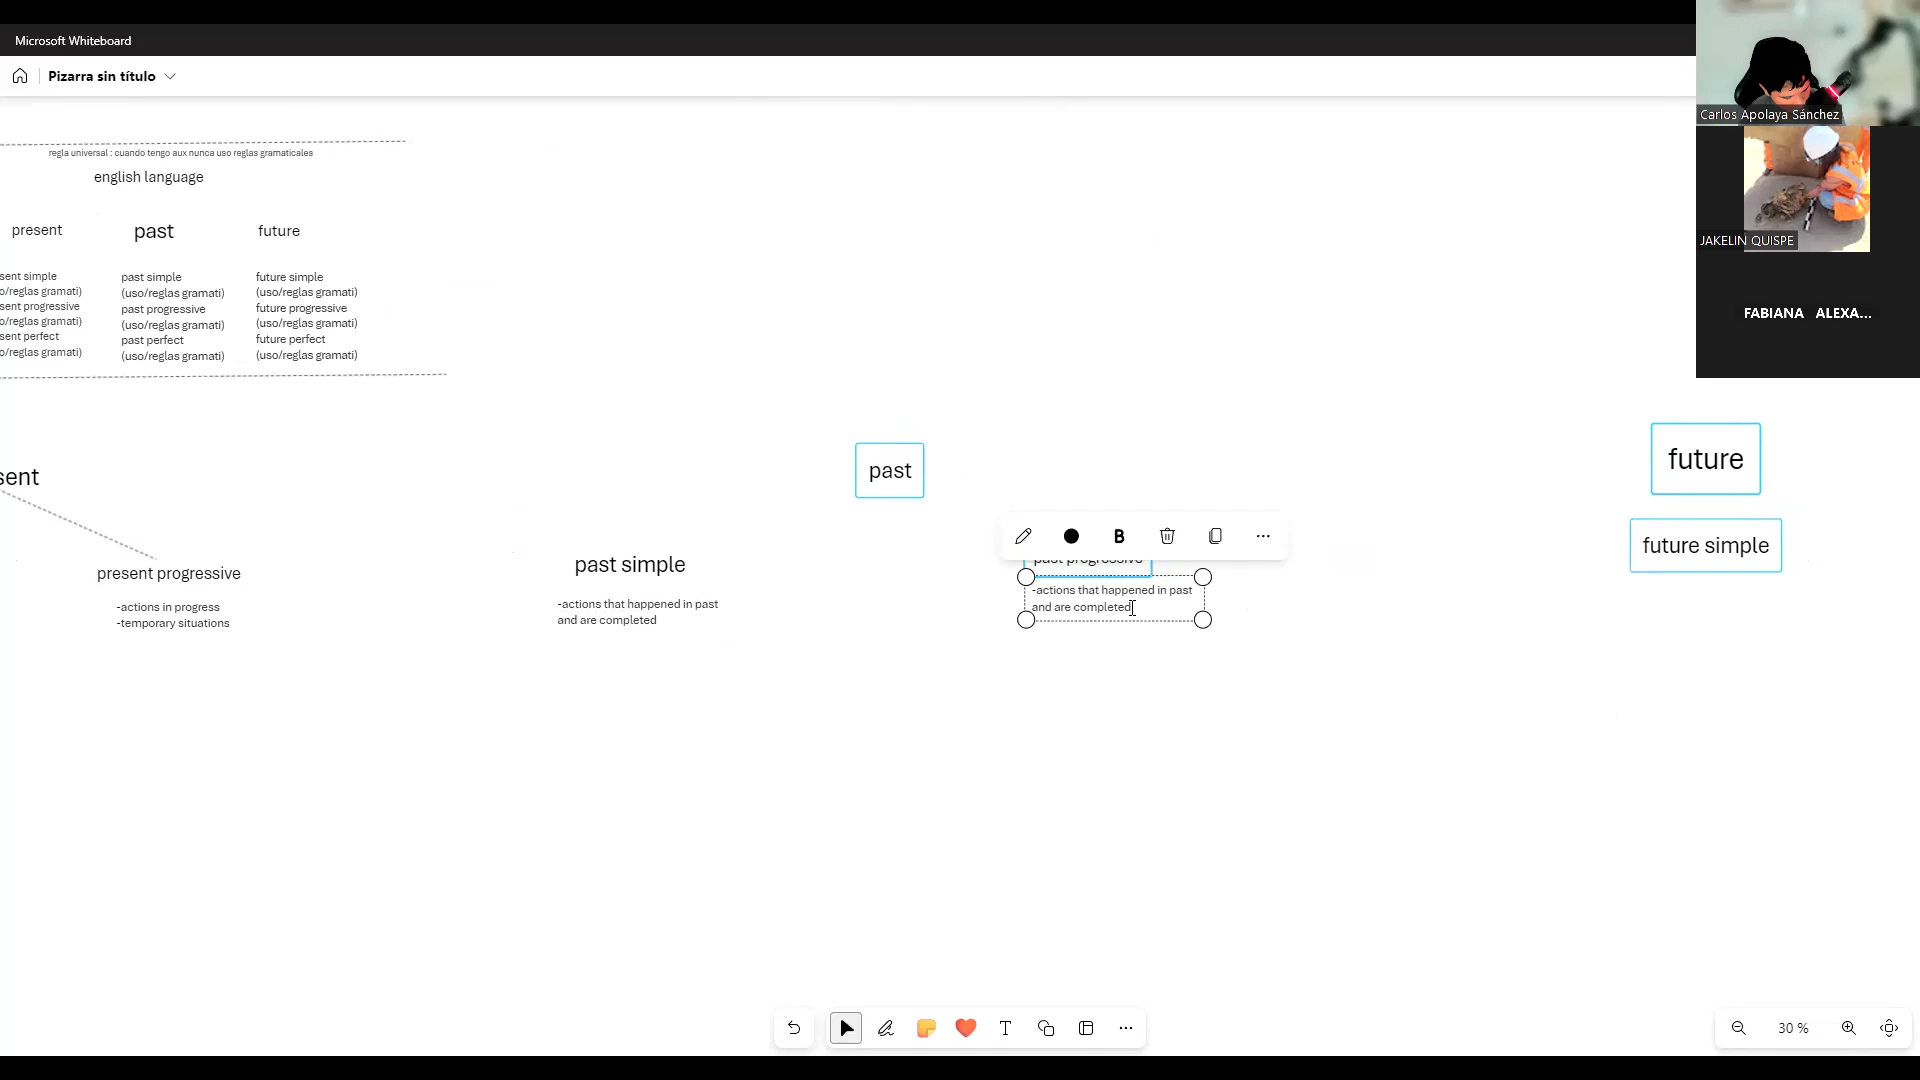 Microsoft Whiteboard
Pizarra sin título
Carlos Apolaya Sánchez
JAKELIN QUISPE
FABIANA ALEXA...
regla universal : cuando tengo aux nunca uso reglas gramaticales
english language
present
past
future
sent simple
o/reglas gramati)
sent progressive
o/reglas gramati)
sent perfect
o/reglas gramati)
past simple
(uso/reglas gramati)
past progressive
(uso/reglas gramati)
past perfect
(uso/reglas gramati)
future simple
(uso/reglas gramati)
future progressive
(uso/reglas gramati)
future perfect
(uso/reglas gramati)
sent
past
future
present progressive
-actions in progress
-temporary situations
past simple
-actions that happened in past
and are completed
B
past progressive
-actions that happened in past
and are completed
future simple
T
30 %